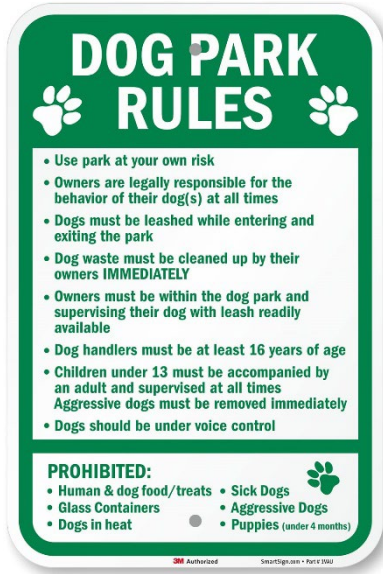 DOG PARK
RULES
• Use park at your own risk
• Owners are legally responsible for the
behavior of their dog(s) at all times
• Dogs must be leashed while entering and
exiting the park
• Dog waste must be cleaned up by their
owners IMMEDIATELY
• Owners must be within the dog park and
supervising their dog with leash readily
available
• Dog handlers must be at least 16 years of age
• Children under 13 must be accompanied by
an adult and supervised at all times
Aggressive dogs must be removed immediately
• Dogs should be under voice control
PROHIBITED:
• Human & dog food/treats
• Glass Containers
• Dogs in heat
• Sick Dogs
• Aggressive Dogs
• Puppies (under 4 months)
3M Authorized
SmartSign.com • Part #